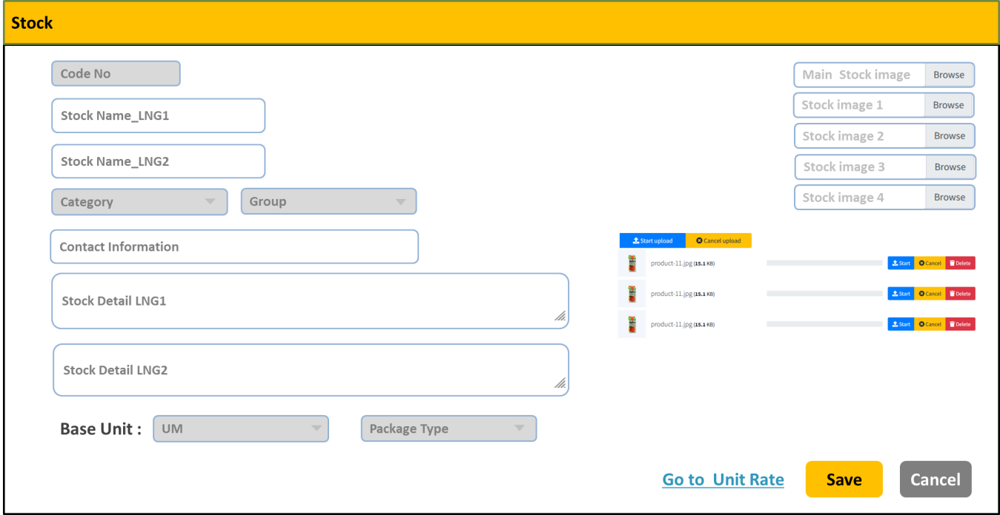 Stock
Code No
Stock Name_LNG1
Stock Name_LNG2
Category
Group
Contact Information
Stock Detail LNG1
Stock Detail LNG2
Base Unit :
UM
Package Type
Main Stock image
Browse
Stock image 1
Browse
Stock image 2
Browse
Stock image 3
Browse
Stock image 4
Browse
Start upload
Cancel upload
product-11.jpg (15.1 KB)
Start
Cancel
Delete
product-11.jpg (15.1 KB)
Start
Cancel
Delete
product-11.jpg (15.1 KB)
Start
Cancel
Delete
Go to Unit Rate
Save
Cancel